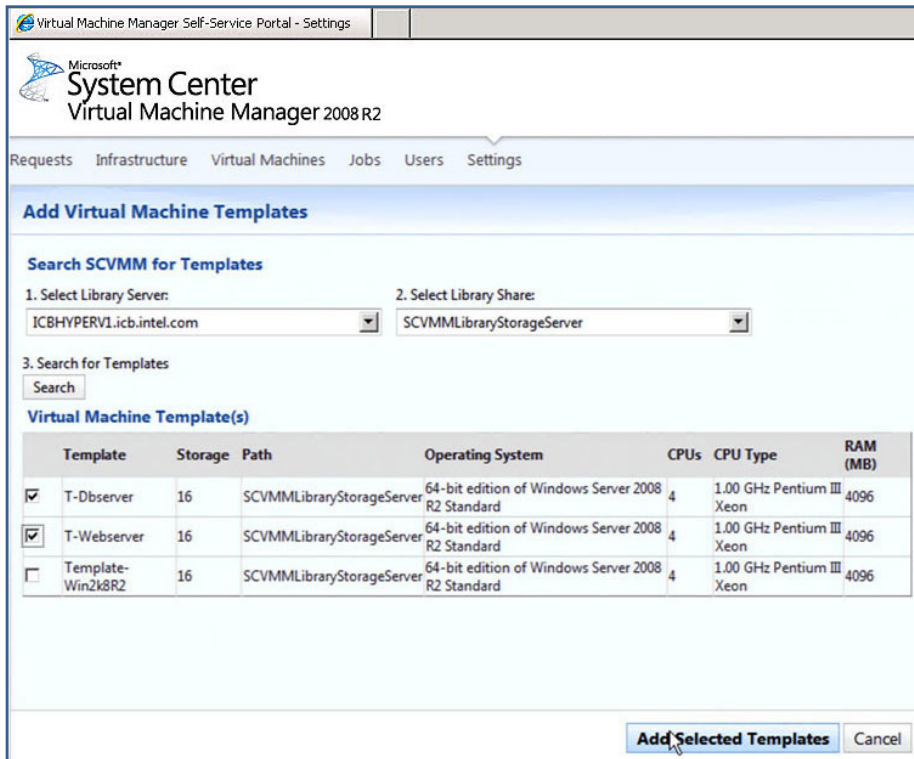 Virtual Machine Manager Self-Service Portal - Settings
Microsoft®
System Center
Virtual Machine Manager 2008 R2
Requests Infrastructure Virtual Machines Jobs Users Settings
Add Virtual Machine Templates
Search SCVMM for Templates
1. Select Library Server: 2. Select Library Share:
ICBHYPERV1.icb.intel.com SCVMMLibraryStorageServer
3. Search for Templates
Search
Virtual Machine Template(s)
Template Storage Path Operating System CPUs CPU Type RAM (MB)
T-Dbserver 16 SCVMMLibraryStorageServer 64-bit edition of Windows Server 2008 R2 Standard 4 1.00 GHz Pentium III Xeon 4096
T-Webserver 16 SCVMMLibraryStorageServer 64-bit edition of Windows Server 2008 R2 Standard 4 1.00 GHz Pentium III Xeon 4096
Template-Win2k8R2 16 SCVMMLibraryStorageServer 64-bit edition of Windows Server 2008 R2 Standard 4 1.00 GHz Pentium III Xeon 4096
Add Selected Templates Cancel